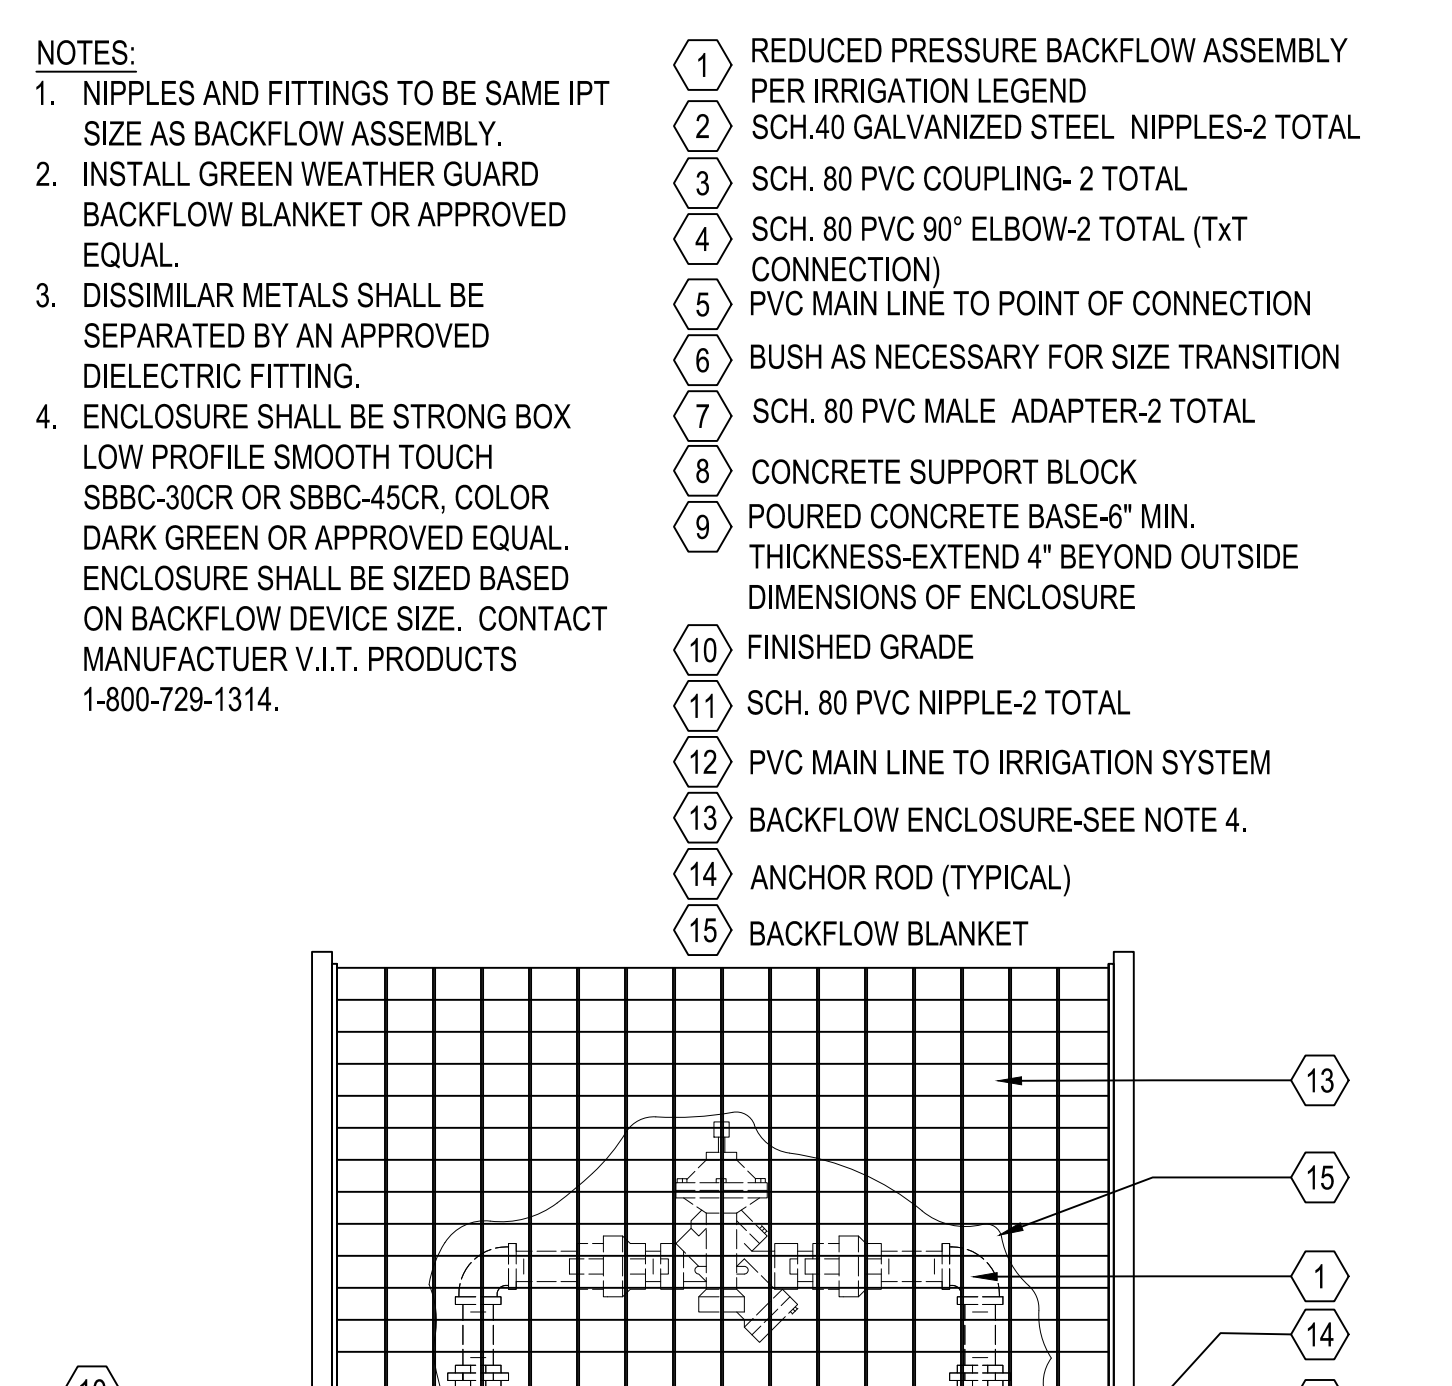 NOTES:
1. NIPPLES AND FITTINGS TO BE SAME IPT
SIZE AS BACKFLOW ASSEMBLY.
2. INSTALL GREEN WEATHER GUARD
BACKFLOW BLANKET OR APPROVED
EQUAL.
3. DISSIMILAR METALS SHALL BE
SEPARATED BY AN APPROVED
DIELECTRIC FITTING.
4. ENCLOSURE SHALL BE STRONG BOX
LOW PROFILE SMOOTH TOUCH
SBBC-30CR OR SBBC-45CR, COLOR
DARK GREEN OR APPROVED EQUAL.
ENCLOSURE SHALL BE SIZED BASED
ON BACKFLOW DEVICE SIZE. CONTACT
MANUFACTUER V.I.T. PRODUCTS
1-800-729-1314.
1 REDUCED PRESSURE BACKFLOW ASSEMBLY
PER IRRIGATION LEGEND
2 SCH.40 GALVANIZED STEEL NIPPLES-2 TOTAL
3 SCH. 80 PVC COUPLING- 2 TOTAL
4 SCH. 80 PVC 90° ELBOW-2 TOTAL (TxT
CONNECTION)
5 PVC MAIN LINE TO POINT OF CONNECTION
6 BUSH AS NECESSARY FOR SIZE TRANSITION
7 SCH. 80 PVC MALE ADAPTER-2 TOTAL
8 CONCRETE SUPPORT BLOCK
9 POURED CONCRETE BASE-6" MIN.
THICKNESS-EXTEND 4" BEYOND OUTSIDE
DIMENSIONS OF ENCLOSURE
10 FINISHED GRADE
11 SCH. 80 PVC NIPPLE-2 TOTAL
12 PVC MAIN LINE TO IRRIGATION SYSTEM
13 BACKFLOW ENCLOSURE-SEE NOTE 4.
14 ANCHOR ROD (TYPICAL)
15 BACKFLOW BLANKET
13
15
1
14